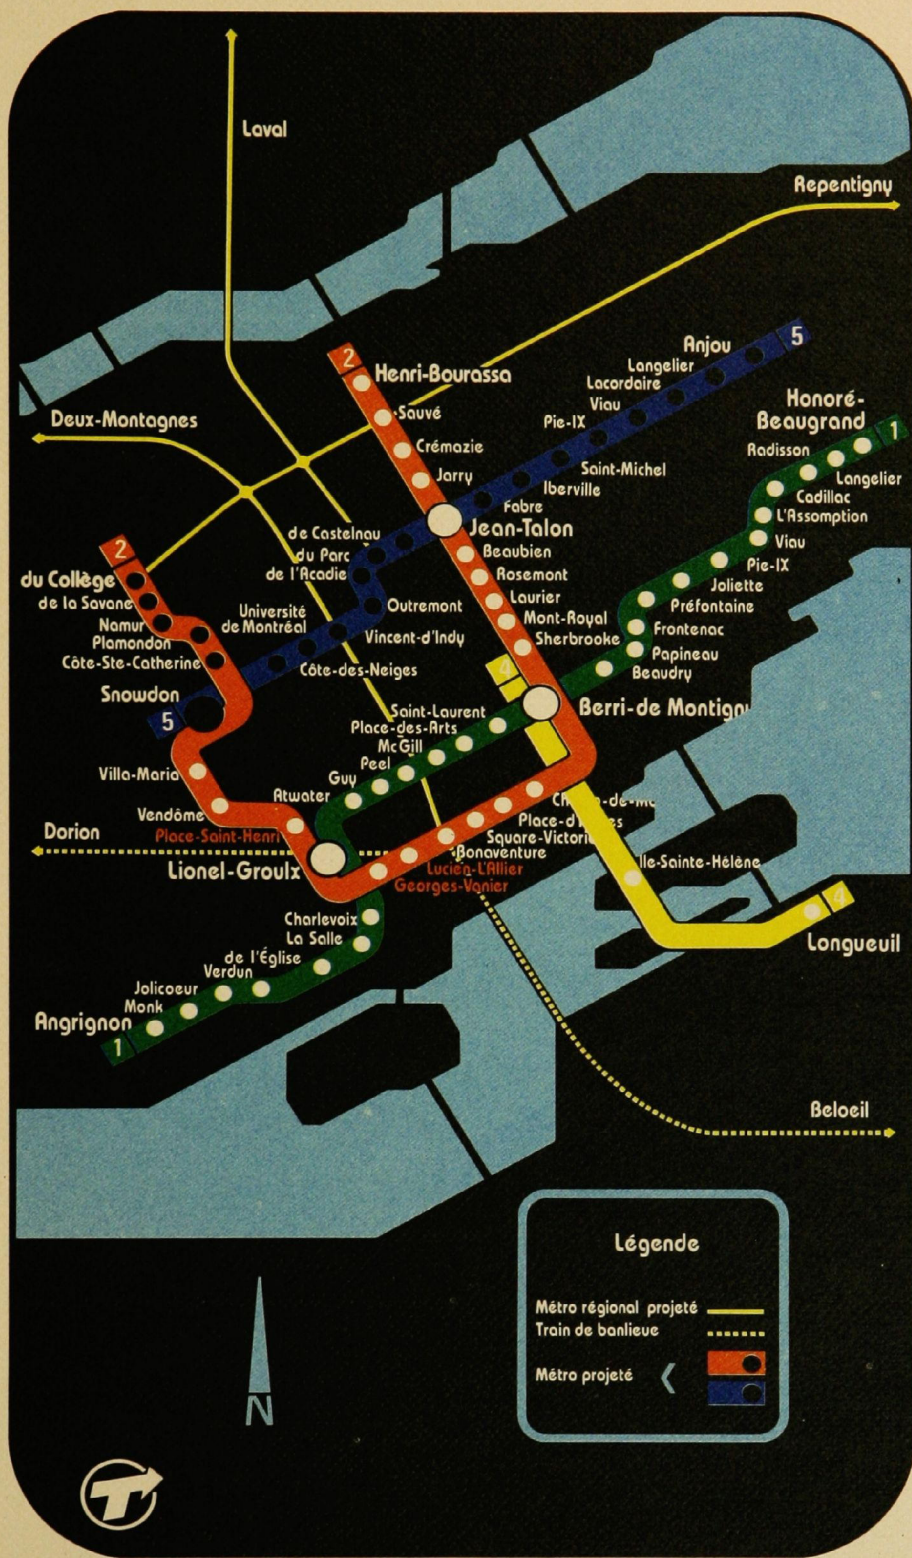 Laval
Repentigny
2
Henri-Bourassa
Deux-Montagnes
Sauvé
Crémazie
Jarry
Anjou
5
Langelier
Lacordaire
Viau
Pie-IX
Saint-Michel
Iberville
Fabre
Jean-Talon
Honoré-
Beaugrand
1
Radisson
Langelier
Cadillac
L'Assomption
Viau
Pie-IX
Joliette
Préfontaine
Frontenac
Papineau
Beaudry
de Castelnau
du Parc
de l'Acadie
Beaubien
Rosemont
Laurier
Mont-Royal
Sherbrooke
2
du Collège
de la Savane
Namur
Plamondon
Côte-Ste-Catherine
Snowdon
5
Université
de Montréal
Outremont
Vincent-d'Indy
Côte-des-Neiges
4
Berri-de Montigny
Saint-Laurent
Place-des-Arts
McGill
Peel
Guy
Atwater
Villa-Maria
Vendôme
Place-Saint-Henri
Dorion
Lionel-Groulx
Square-Victoria
Bonaventure
Lucien-L'Allier
Georges-Vanier
Ile-Sainte-Hélène
4
Longueuil
Charlevoix
La Salle
de l'Église
Verdun
Jolicoeur
Monk
Angrignon
1
Beloeil
Légende
Métro régional projeté
Train de banlieue
Métro projeté
N
T